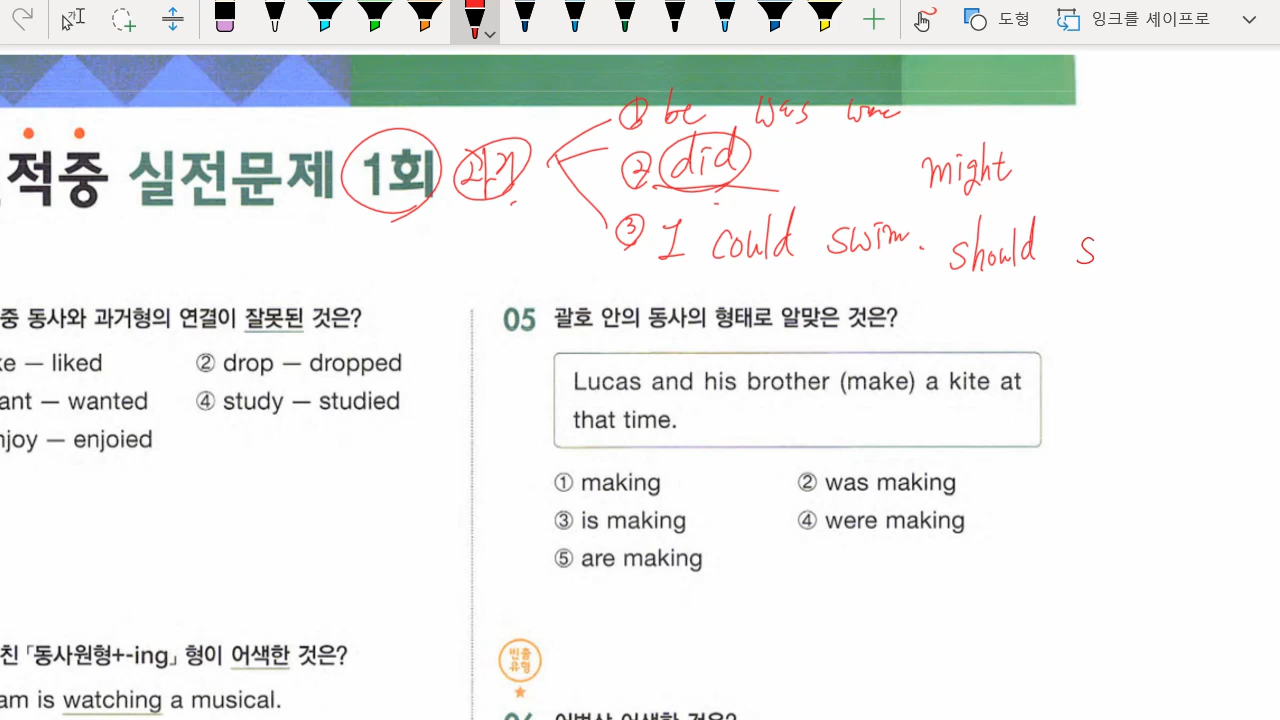 도형
잉크를 셰이프로
① be was were
적중 실전문제 1회 과거 ② did might
③ I could swim. should s
중 동사와 과거형의 연결이 잘못된 것은?
ke — liked ② drop — dropped
ant — wanted ④ study — studied
njoy — enjoied
친 「동사원형+-ing」 형이 어색한 것은?
am is watching a musical.
05 괄호 안의 동사의 형태로 알맞은 것은?
Lucas and his brother (make) a kite at
that time.
① making ② was making
③ is making ④ were making
⑤ are making
빈출
유형